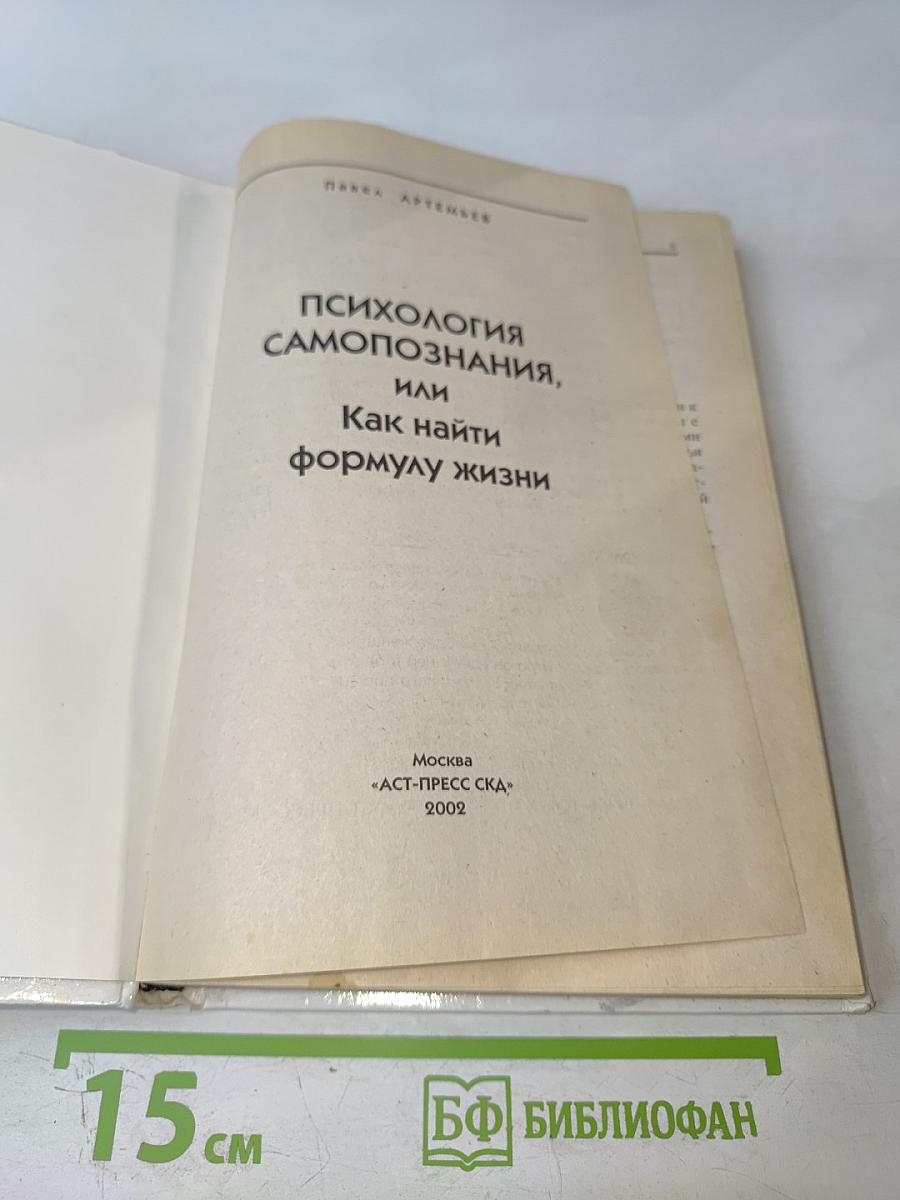 Павел Артемьев
ПСИХОЛОГИЯ
САМОПОЗНАНИЯ,
или
Как найти
формулу жизни
Москва
«АСТ-ПРЕСС СКД»
2002
15 см
БФ БИБЛИОФАН